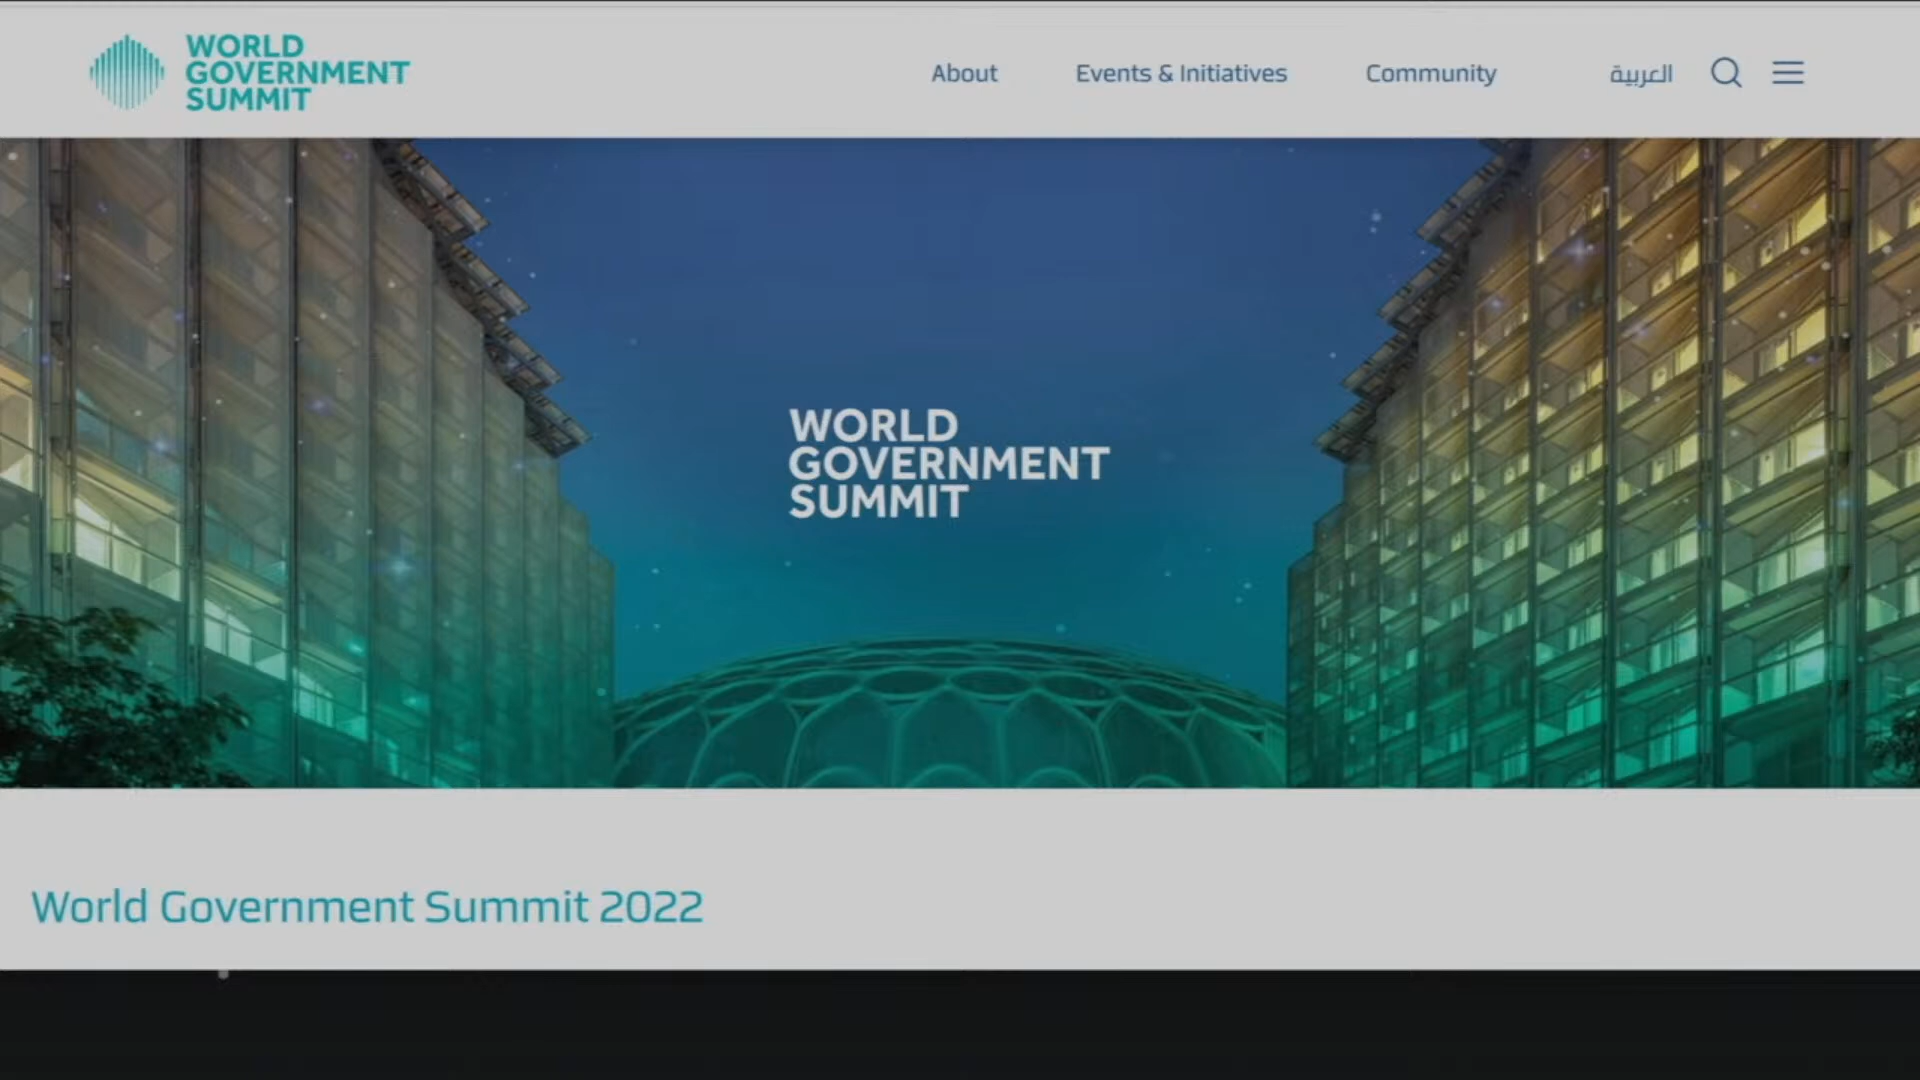 WORLD
GOVERNMENT
SUMMIT
About
Events & Initiatives
Community
العربية
WORLD
GOVERNMENT
SUMMIT
World Government Summit 2022